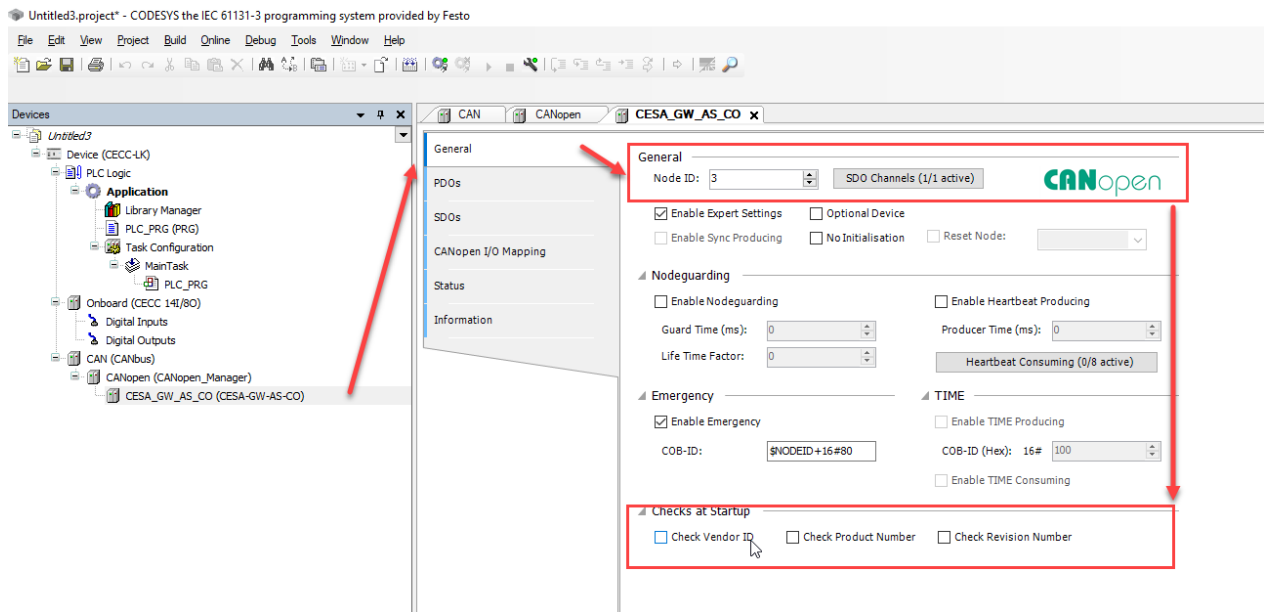 Untitled3.project* - CODESYS the IEC 61131-3 programming system provided by Festo
File Edit View Project Build Online Debug Tools Window Help
Devices
Untitled3
Device (CECC-LK)
PLC Logic
Application
Library Manager
PLC_PRG (PRG)
Task Configuration
MainTask
PLC_PRG
Onboard (CECC 14I/8O)
Digital Inputs
Digital Outputs
CAN (CANbus)
CANopen (CANopen_Manager)
CESA_GW_AS_CO (CESA-GW-AS-CO)
CAN CANopen CESA_GW_AS_CO
General
PDOs
SDOs
CANopen I/O Mapping
Status
Information
General
Node ID: 3 SDO Channels (1/1 active) CANopen
Enable Expert Settings Optional Device
Enable Sync Producing No Initialisation Reset Node:
Nodeguarding
Enable Nodeguarding Enable Heartbeat Producing
Guard Time (ms): 0 Producer Time (ms): 0
Life Time Factor: 0 Heartbeat Consuming (0/8 active)
Emergency TIME
Enable Emergency Enable TIME Producing
COB-ID: $NODEID+16#80 COB-ID (Hex): 16# 100
Enable TIME Consuming
Checks at Startup
Check Vendor ID Check Product Number Check Revision Number